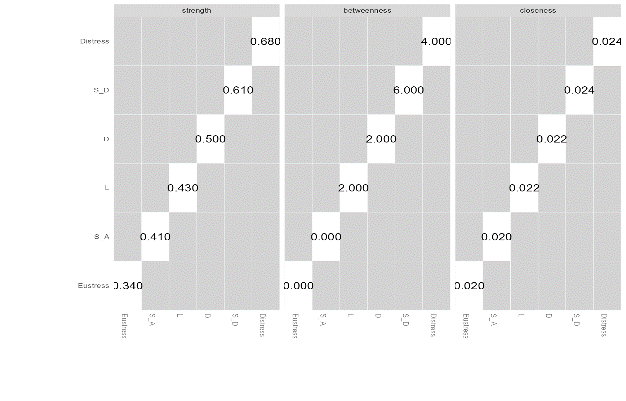 strength betweenness closeness
Distress 0.680 4.000 0.024
S_D 0.610 6.000 0.024
D 0.500 2.000 0.022
L 0.430 2.000 0.022
S_A 0.410 0.000 0.020
Eustress 0.340 0.000 0.020
Eustress S_A L D S_D Distress Eustress S_A L D S_D Distress Eustress S_A L D S_D Distress